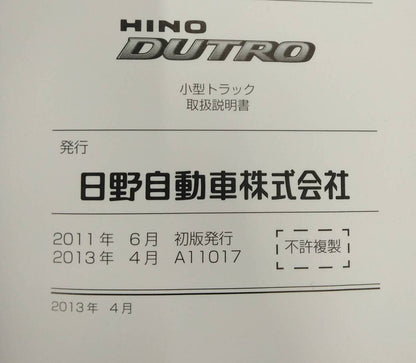 HINO
DUTRO
小型トラック
取扱説明書
発行
日野自動車株式会社
2011年 6月 初版発行
2013年 4月 A11017
不許複製
2013年 4月